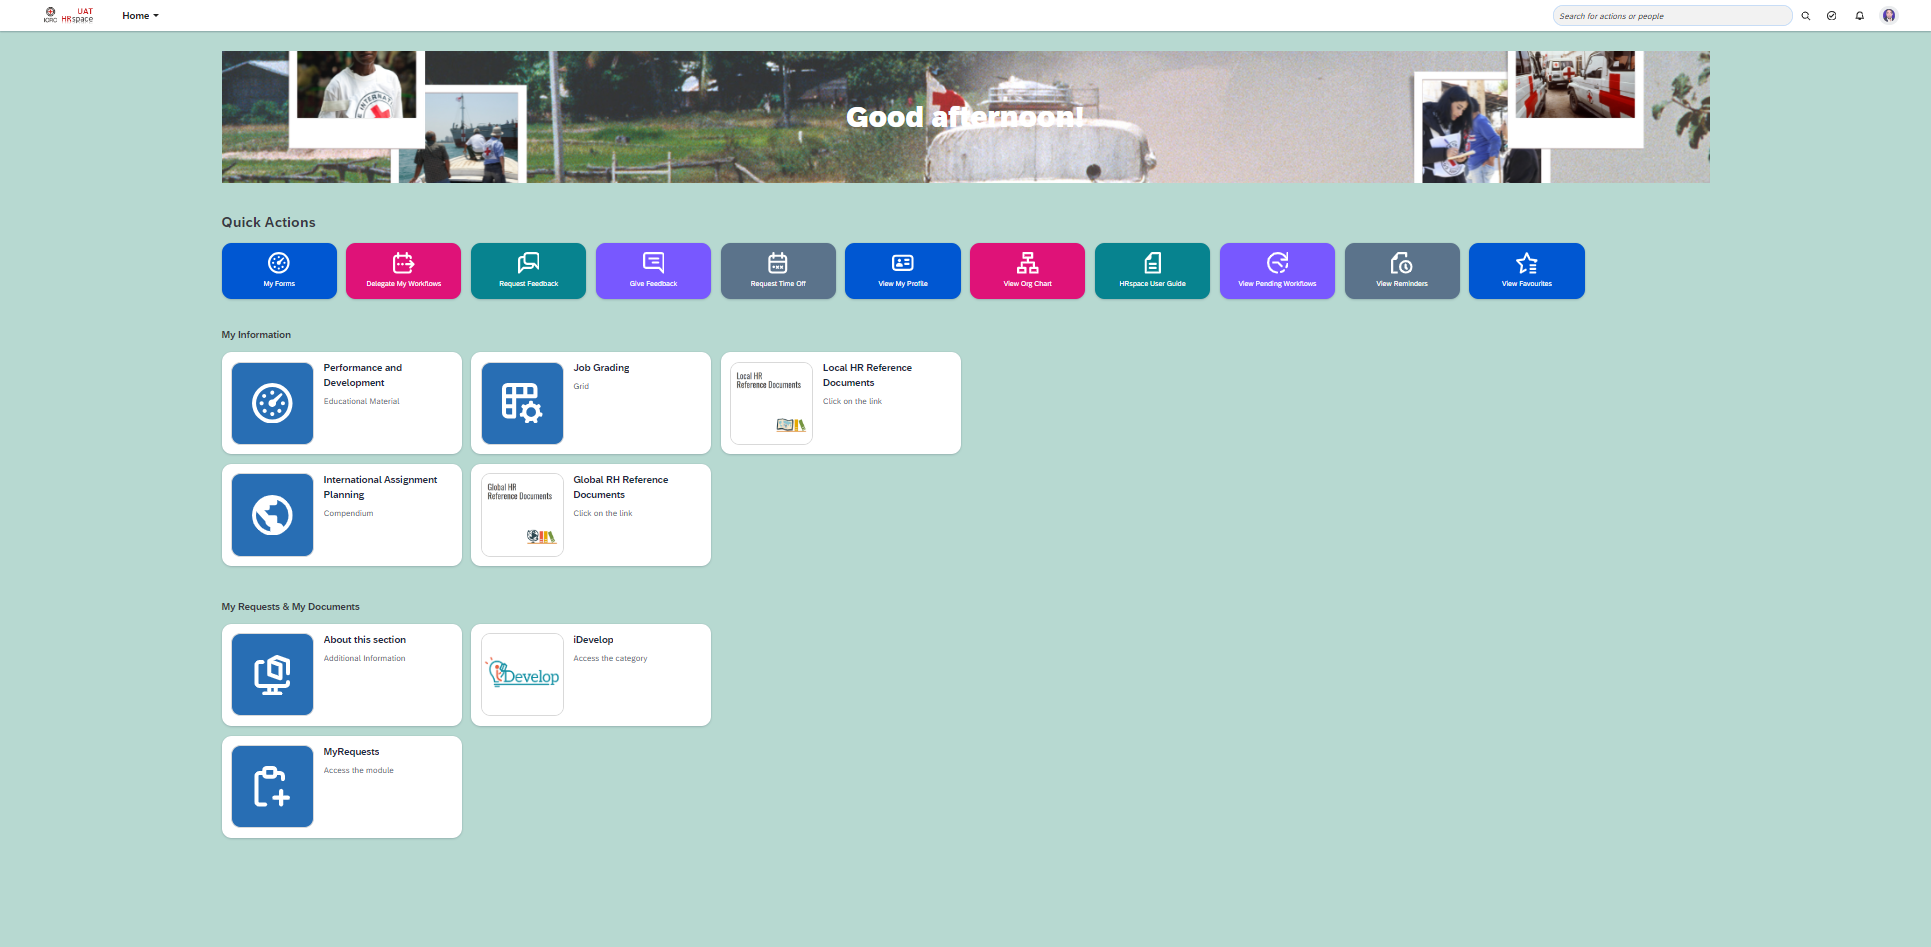 ICRC
UAT
HRspace
Home
Search for actions or people
INTERNAT
Good afternoon!
Quick Actions
My Forms
Delegate My Workflows
Request Feedback
Give Feedback
Request Time Off
View My Profile
View Org Chart
HRspace User Guide
View Pending Workflows
View Reminders
View Favourites
My Information
Performance and
Development
Educational Material
Job Grading
Grid
Local HR
Reference Documents
Local HR Reference
Documents
Click on the link
International Assignment
Planning
Compendium
Global HR
Reference Documents
Global RH Reference
Documents
Click on the link
My Requests & My Documents
About this section
Additional Information
iDevelop
iDevelop
Access the category
MyRequests
Access the module